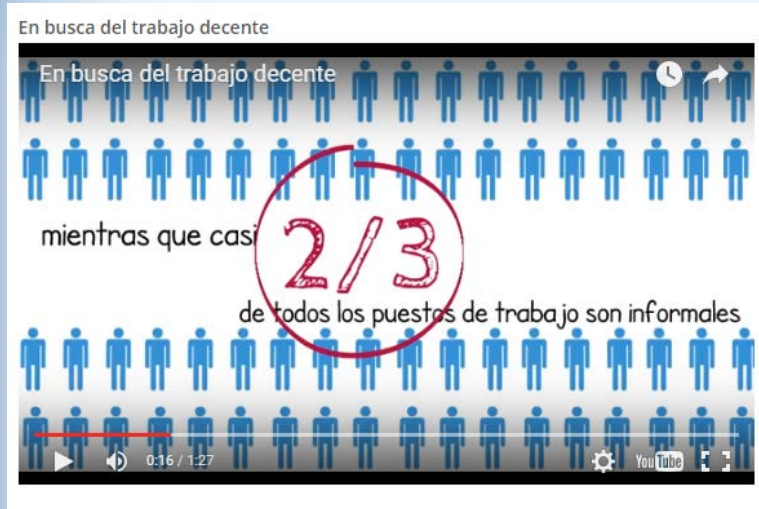 En busca del trabajo decente
En busca del trabajo decente
mientras que casi
2/3
de todos los puestos de trabajo son informales
0:16 / 1:27
YouTube